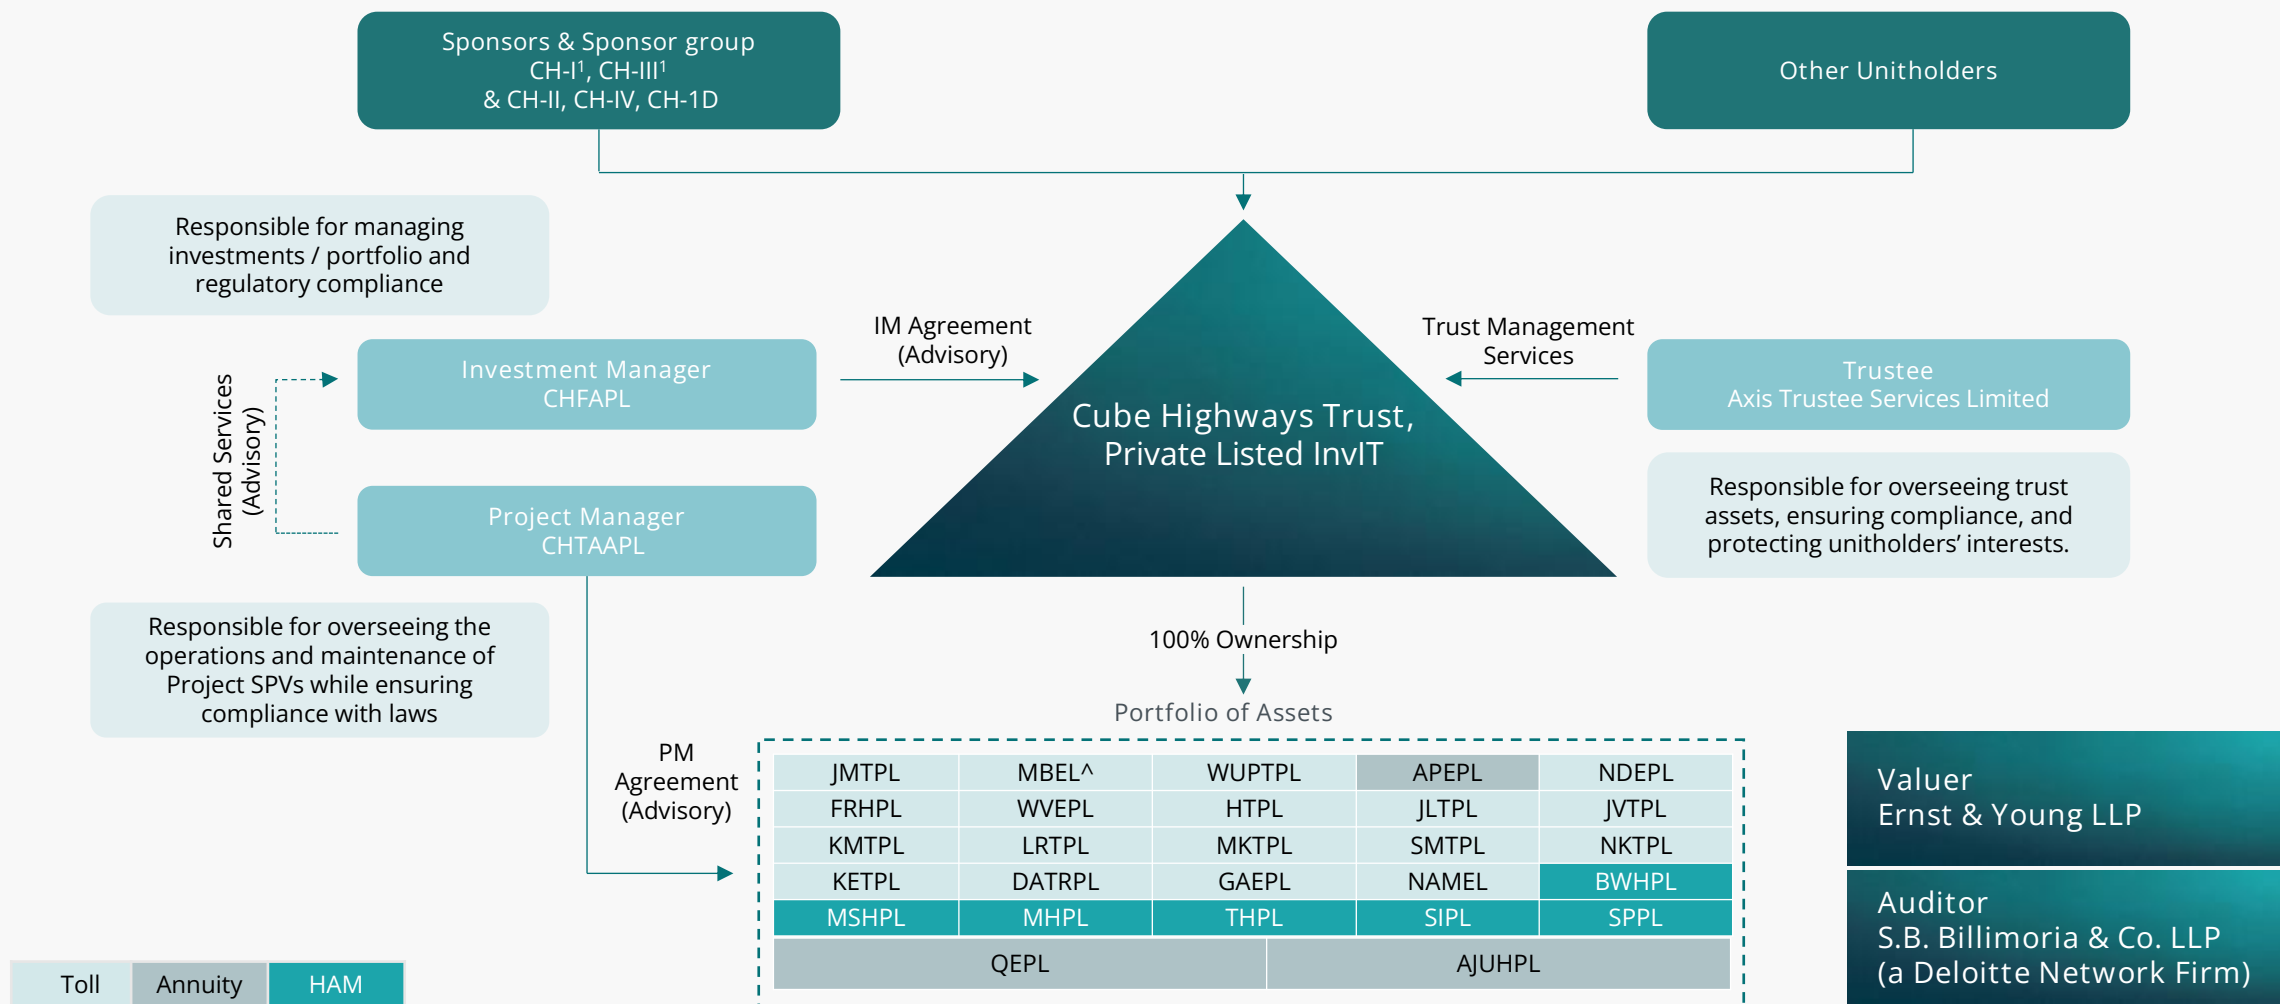 Sponsors & Sponsor group
CH-I¹, CH-III¹
& CH-II, CH-IV, CH-1D
Other Unitholders
Responsible for managing
investments / portfolio and
regulatory compliance
IM Agreement
(Advisory)
Trust Management
Services
Investment Manager
CHFAPL
Trustee
Axis Trustee Services Limited
Shared Services
(Advisory)
Cube Highways Trust,
Private Listed InvIT
Project Manager
CHTAAPL
Responsible for overseeing trust
assets, ensuring compliance, and
protecting unitholders’ interests.
Responsible for overseeing the
operations and maintenance of
Project SPVs while ensuring
compliance with laws
100% Ownership
Portfolio of Assets
PM
Agreement
(Advisory)
JMTPL MBEL^ WUPTPL APEPL NDEPL
FRHPL WVEPL HTPL JLTPL JVTPL
KMTPL LRTPL MKTPL SMTPL NKTPL
KETPL DATRPL GAEPL NAMEL BWHPL
MSHPL MHPL THPL SIPL SPPL
QEPL AJUHPL
Valuer
Ernst & Young LLP
Auditor
S.B. Billimoria & Co. LLP
(a Deloitte Network Firm)
Toll Annuity HAM